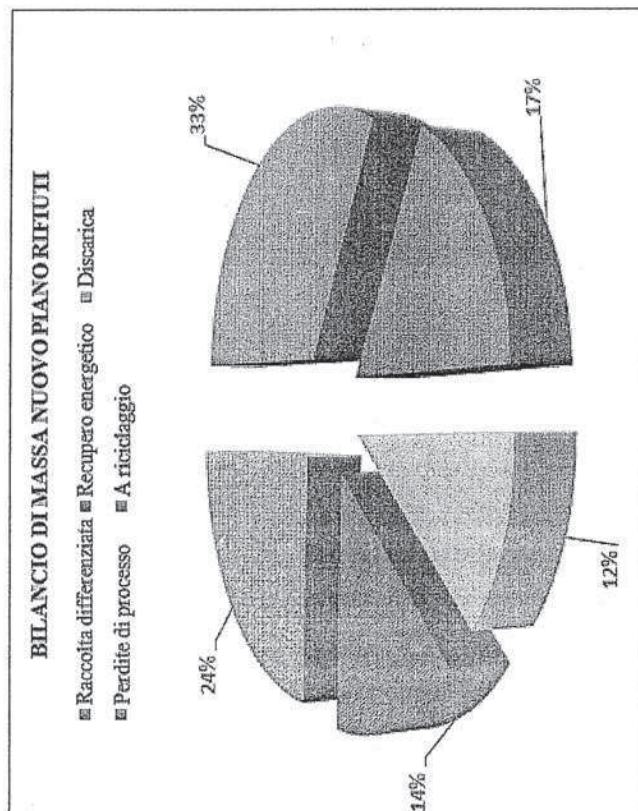 BILANCIO DI MASSA NUOVO PIANO RIFIUTI
Raccolta differenziata Recupero energetico Discarica
Perdite di processo A riciclaggio
24%
33%
14%
12%
17%